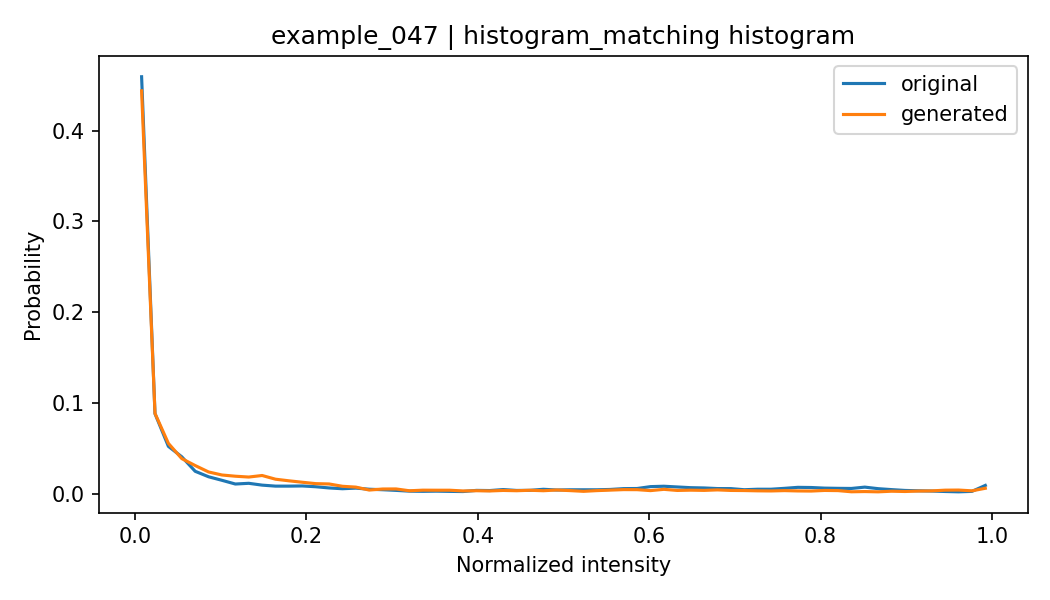 example_047 | histogram_matching histogram
original
generated
Probability
0.4
0.3
0.2
0.1
0.0
0.0 0.2 0.4 0.6 0.8 1.0
Normalized intensity